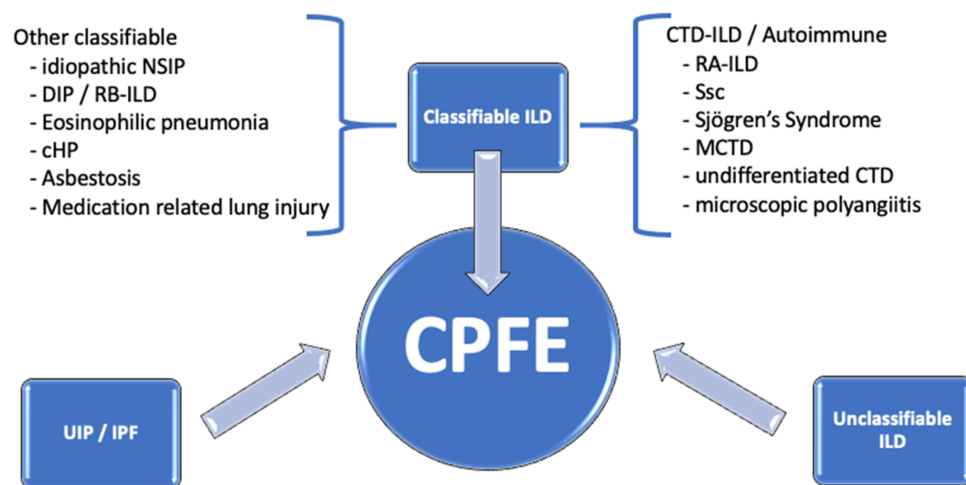 Other classifiable
- idiopathic NSIP
- DIP / RB-ILD
- Eosinophilic pneumonia
- cHP
- Asbestosis
- Medication related lung injury
Classifiable ILD
CTD-ILD / Autoimmune
- RA-ILD
- Ssc
- Sjögren’s Syndrome
- MCTD
- undifferentiated CTD
- microscopic polyangiitis
CPFE
UIP / IPF
Unclassifiable
ILD